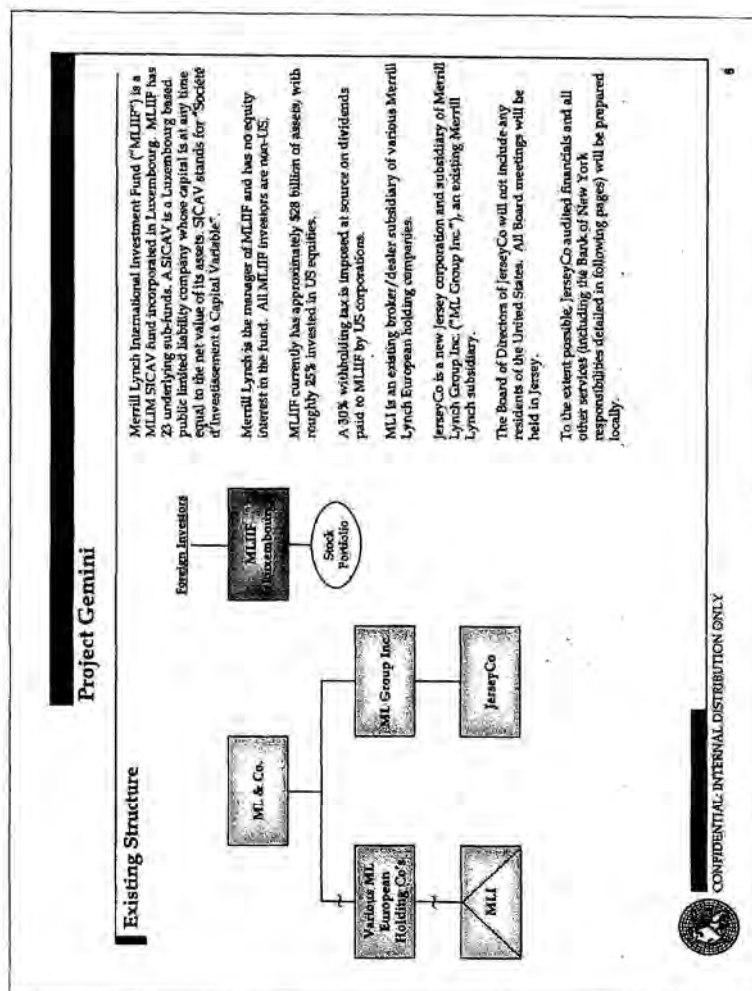 Project Gemini
Existing Structure
ML & Co.
Various ML
European
Holding Co's.
MLI
ML Group Inc.
JerseyCo
Foreign Investors
MLIIF
(Luxembourg)
Stock
Portfolio
Merrill Lynch International Investment Fund ("MLIIF") is a
MLIM SICAV fund incorporated in Luxembourg. MLIIF has
23 underlying sub-funds. A SICAV is a Luxembourg based
public limited liability company whose capital is at any time
equal to the net value of its assets. SICAV stands for "Société
d'Investissement à Capital Variable".
Merrill Lynch is the manager of MLIIF and has no equity
interest in the fund. All MLIIF investors are non-US.
MLIIF currently has approximately $28 billion of assets, with
roughly 25% invested in US equities.
A 30% withholding tax is imposed at source on dividends
paid to MLIIF by US corporations.
MLI is an existing broker/dealer subsidiary of various Merrill
Lynch European holding companies.
JerseyCo is a new Jersey corporation and subsidiary of Merrill
Lynch Group Inc. ("ML Group Inc."), an existing Merrill
Lynch subsidiary.
The Board of Directors of JerseyCo will not include any
residents of the United States. All Board meetings will be
held in Jersey.
To the extent possible, JerseyCo audited financials and all
other services (including the Bank of New York
responsibilities detailed in following pages) will be prepared
locally.
CONFIDENTIAL: INTERNAL DISTRIBUTION ONLY
6